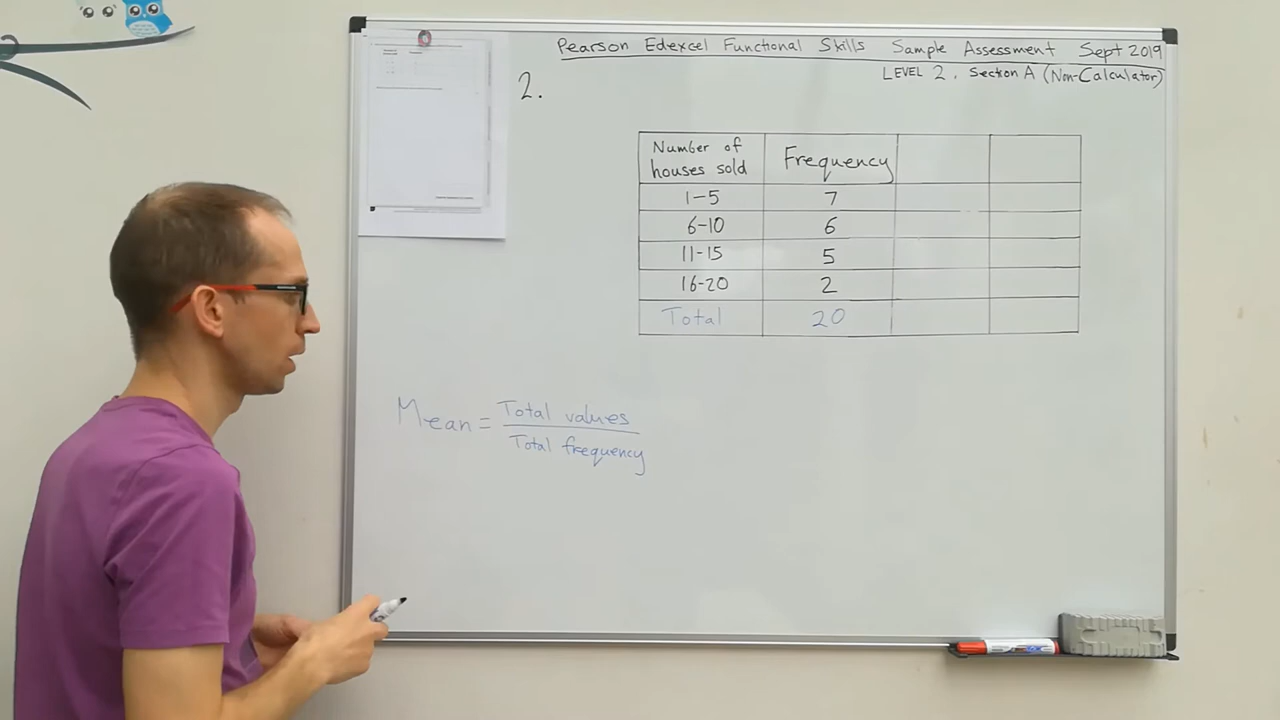 Pearson Edexcel Functional Skills Sample Assessment Sept 2019
LEVEL 2, Section A (Non-Calculator)
2.
Number of houses sold Frequency
1-5 7
6-10 6
11-15 5
16-20 2
Total 20
Mean = Total values
Total frequency